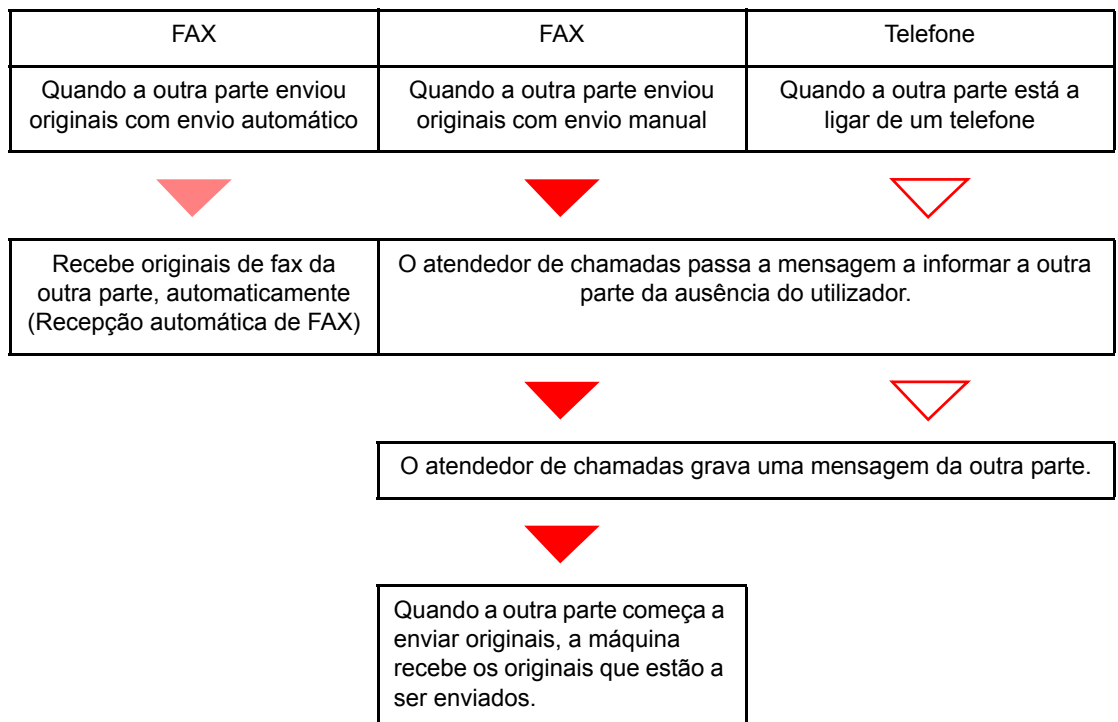 FAX
FAX
Telefone
Quando a outra parte enviou
originais com envio automático
Quando a outra parte enviou
originais com envio manual
Quando a outra parte está a
ligar de um telefone
Recebe originais de fax da
outra parte, automaticamente
(Recepção automática de FAX)
O atendedor de chamadas passa a mensagem a informar a outra
parte da ausência do utilizador.
O atendedor de chamadas grava uma mensagem da outra parte.
Quando a outra parte começa a
enviar originais, a máquina
recebe os originais que estão a
ser enviados.